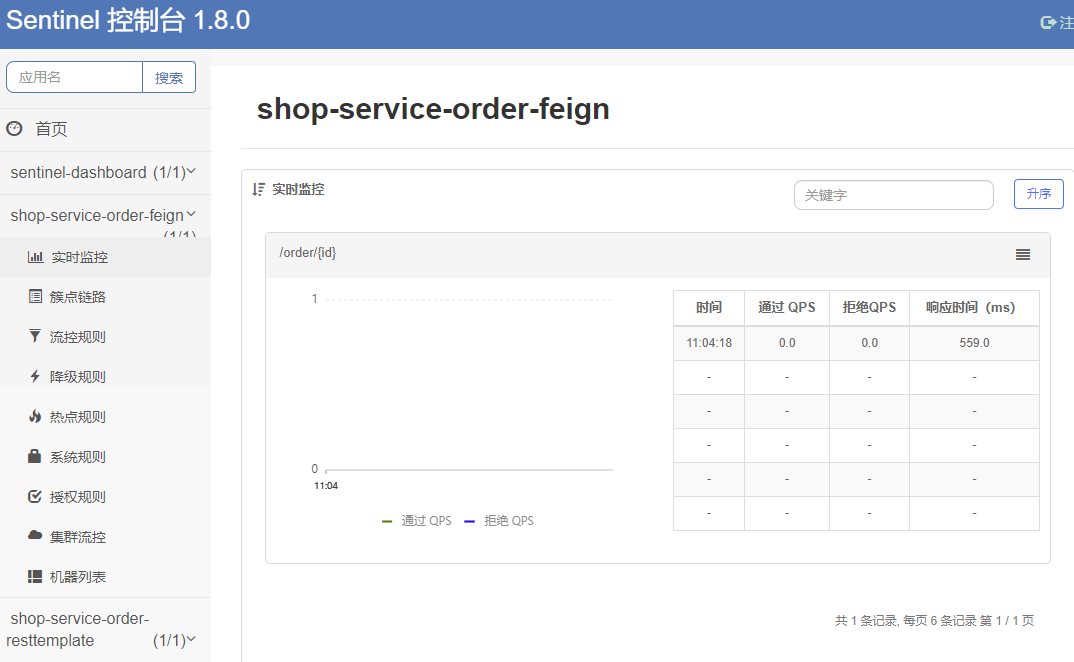 Sentinel 控制台 1.8.0
注
应用名
搜索
首页
sentinel-dashboard (1/1)
shop-service-order-feign
(1/1)
实时监控
簇点链路
流控规则
降级规则
热点规则
系统规则
授权规则
集群流控
机器列表
shop-service-order-
resttemplate (1/1)
shop-service-order-feign
实时监控
关键字
升序
/order/{id}
1
0
11:04
通过 QPS 拒绝 QPS
时间 通过 QPS 拒绝QPS 响应时间（ms）
11:04:18 0.0 0.0 559.0
- - - -
- - - -
- - - -
- - - -
- - - -
共 1 条记录, 每页 6 条记录 第 1 / 1 页